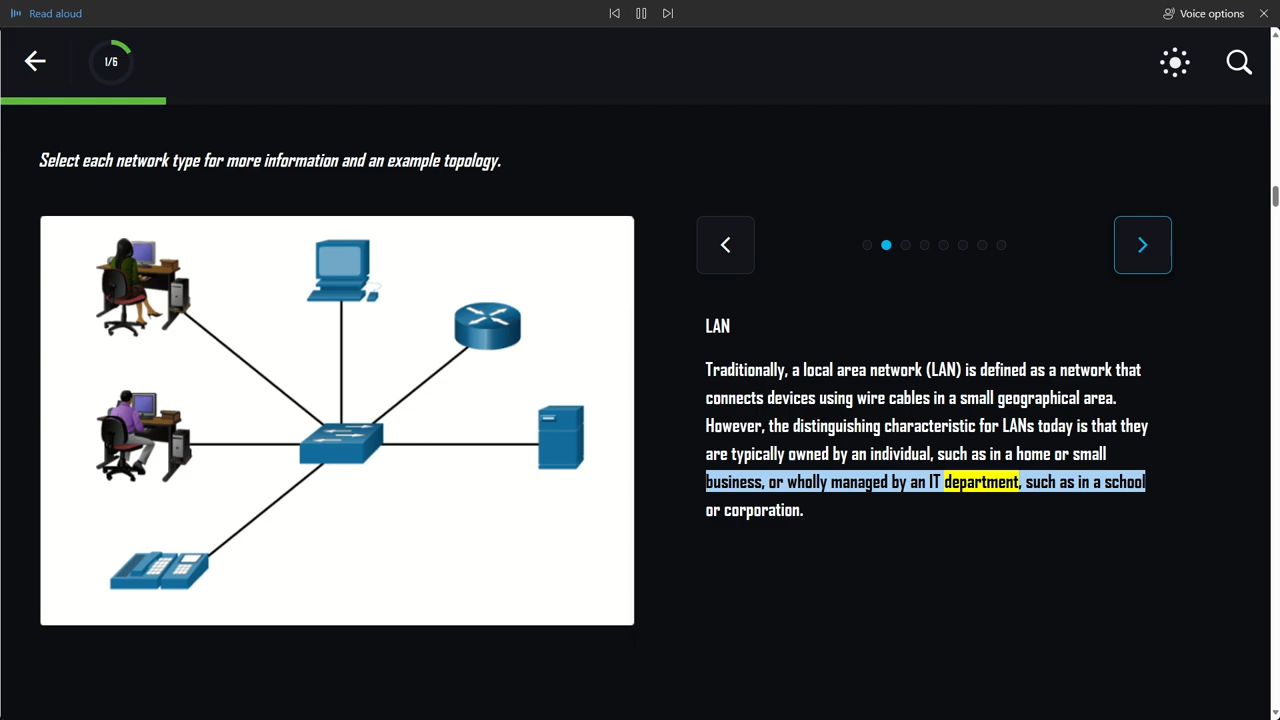 Read aloud
Voice options
1/6
Select each network type for more information and an example topology.
LAN
Traditionally, a local area network (LAN) is defined as a network that
connects devices using wire cables in a small geographical area.
However, the distinguishing characteristic for LANs today is that they
are typically owned by an individual, such as in a home or small
business, or wholly managed by an IT department, such as in a school
or corporation.